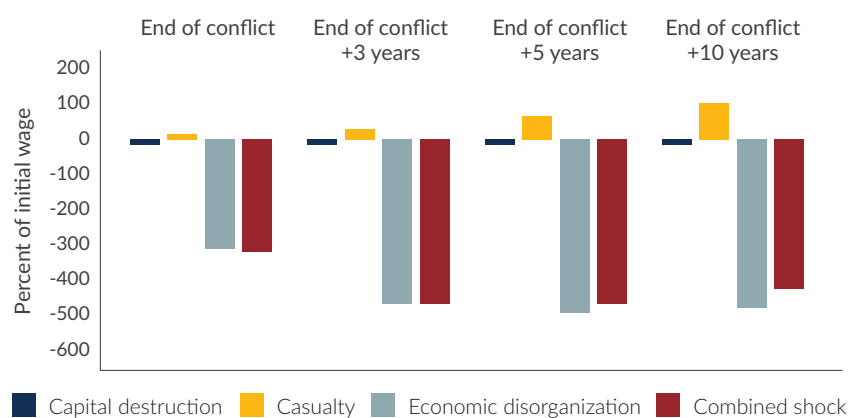 End of conflict
End of conflict
+3 years
End of conflict
+5 years
End of conflict
+10 years
Percent of initial wage
200
100
0
-100
-200
-300
-400
-500
-600
Capital destruction
Casualty
Economic disorganization
Combined shock